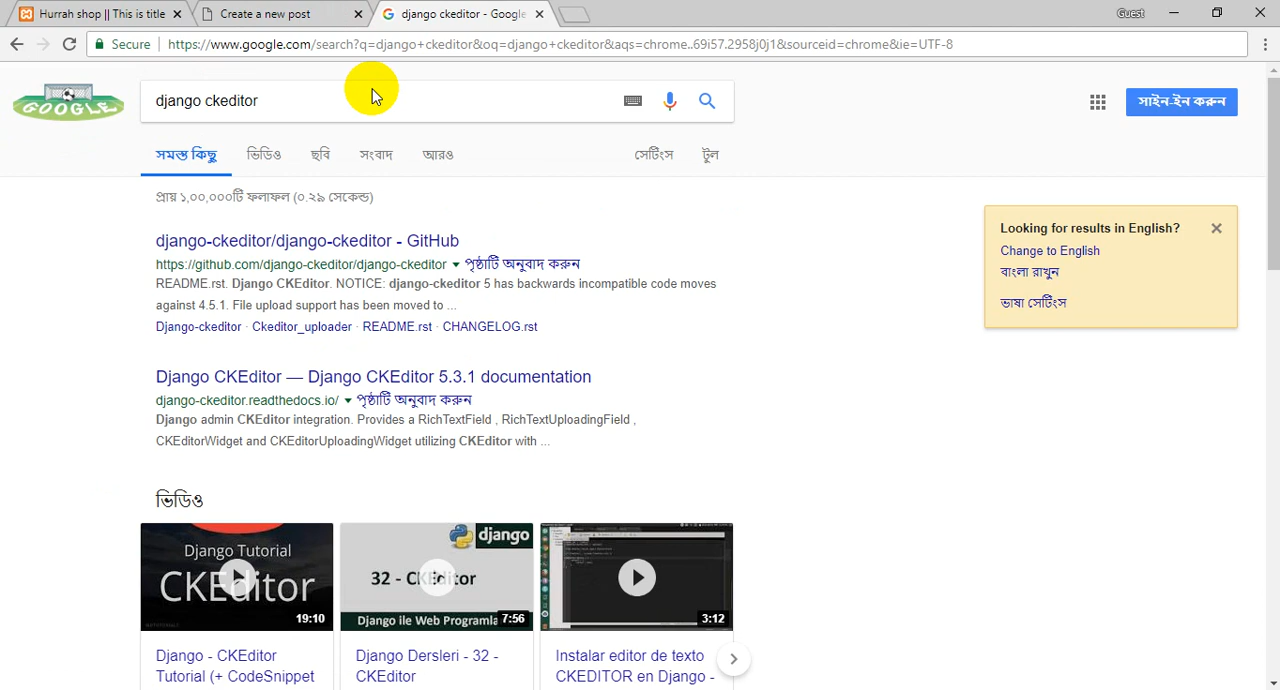 Hurrah shop || This is title
Create a new post
django ckeditor - Google
Guest
Secure
https://www.google.com/search?q=django+ckeditor&oq=django+ckeditor&aqs=chrome..69i57.2958j0j1&sourceid=chrome&ie=UTF-8
GOOGLE
django ckeditor
সাইন-ইন করুন
সমস্ত কিছু
ভিডিও
ছবি
সংবাদ
আরও
সেটিংস
টুল
প্রায় ১,০০,০০০টি ফলাফল (০.২৯ সেকেন্ড)
django-ckeditor/django-ckeditor - GitHub
https://github.com/django-ckeditor/django-ckeditor ▾ পৃষ্ঠাটি অনুবাদ করুন
README.rst. Django CKEditor. NOTICE: django-ckeditor 5 has backwards incompatible code moves
against 4.5.1. File upload support has been moved to ...
Django-ckeditor · Ckeditor_uploader · README.rst · CHANGELOG.rst
Django CKEditor — Django CKEditor 5.3.1 documentation
django-ckeditor.readthedocs.io/ ▾ পৃষ্ঠাটি অনুবাদ করুন
Django admin CKEditor integration. Provides a RichTextField , RichTextUploadingField ,
CKEditorWidget and CKEditorUploadingWidget utilizing CKEditor with ...
Looking for results in English?
Change to English
বাংলা রাখুন
ভাষা সেটিংস
ভিডিও
Django Tutorial
CKEditor
19:10
django
32 - CKEditor
Django ile Web Programla
7:56
3:12
Django - CKEditor
Tutorial (+ CodeSnippet
Django Dersleri - 32 -
CKEditor
Instalar editor de texto
CKEDITOR en Django -